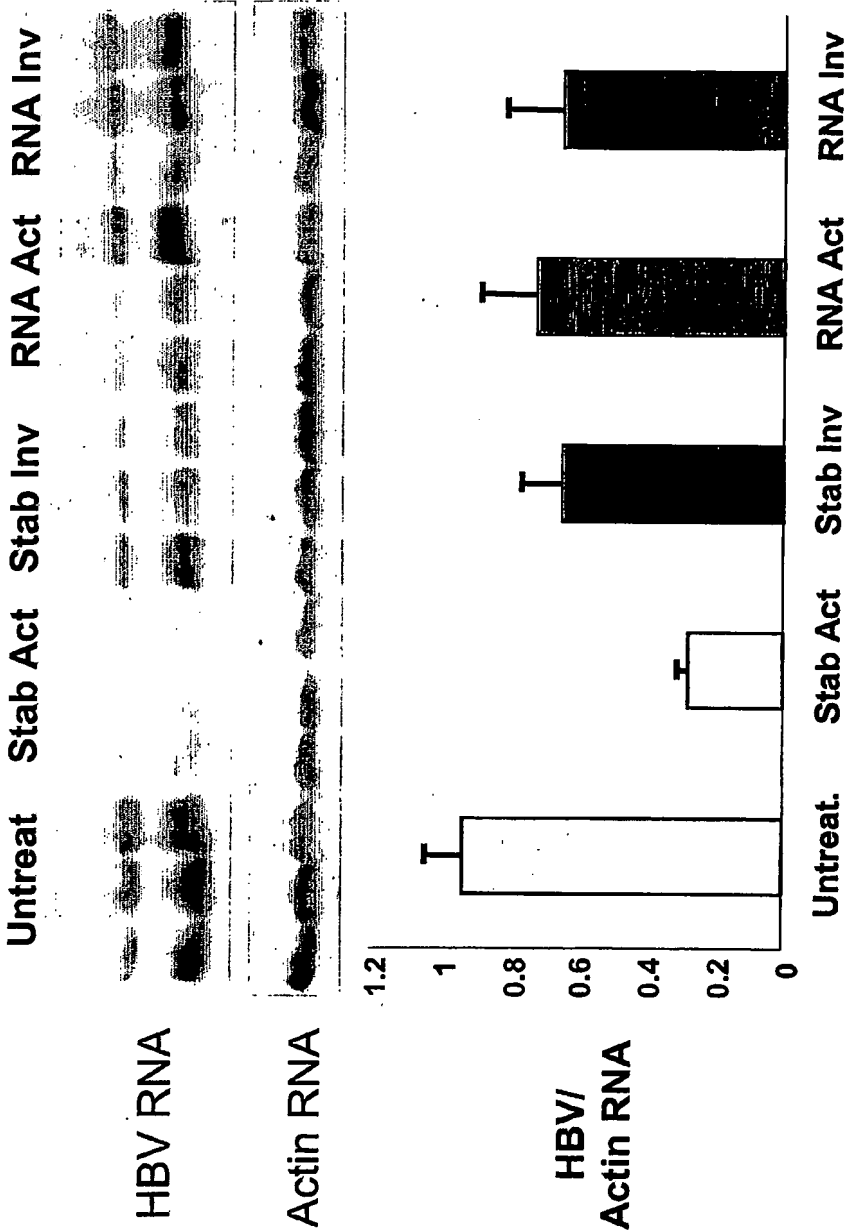 Untreat Stab Act Stab Inv RNA Act RNA Inv
HBV RNA
Actin RNA
HBV/
Actin RNA
1.2
1
0.8
0.6
0.4
0.2
0
Untreat. Stab Act Stab Inv RNA Act RNA Inv